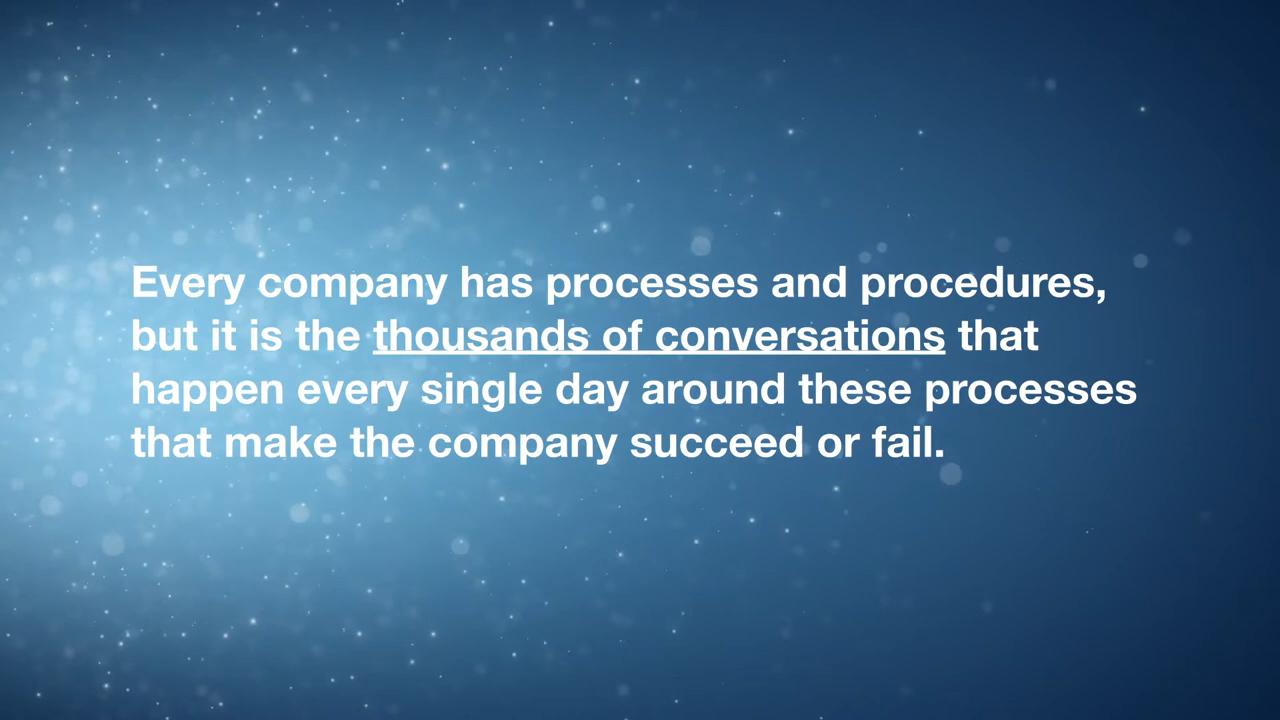 Every company has processes and procedures,
but it is the thousands of conversations that
happen every single day around these processes
that make the company succeed or fail.